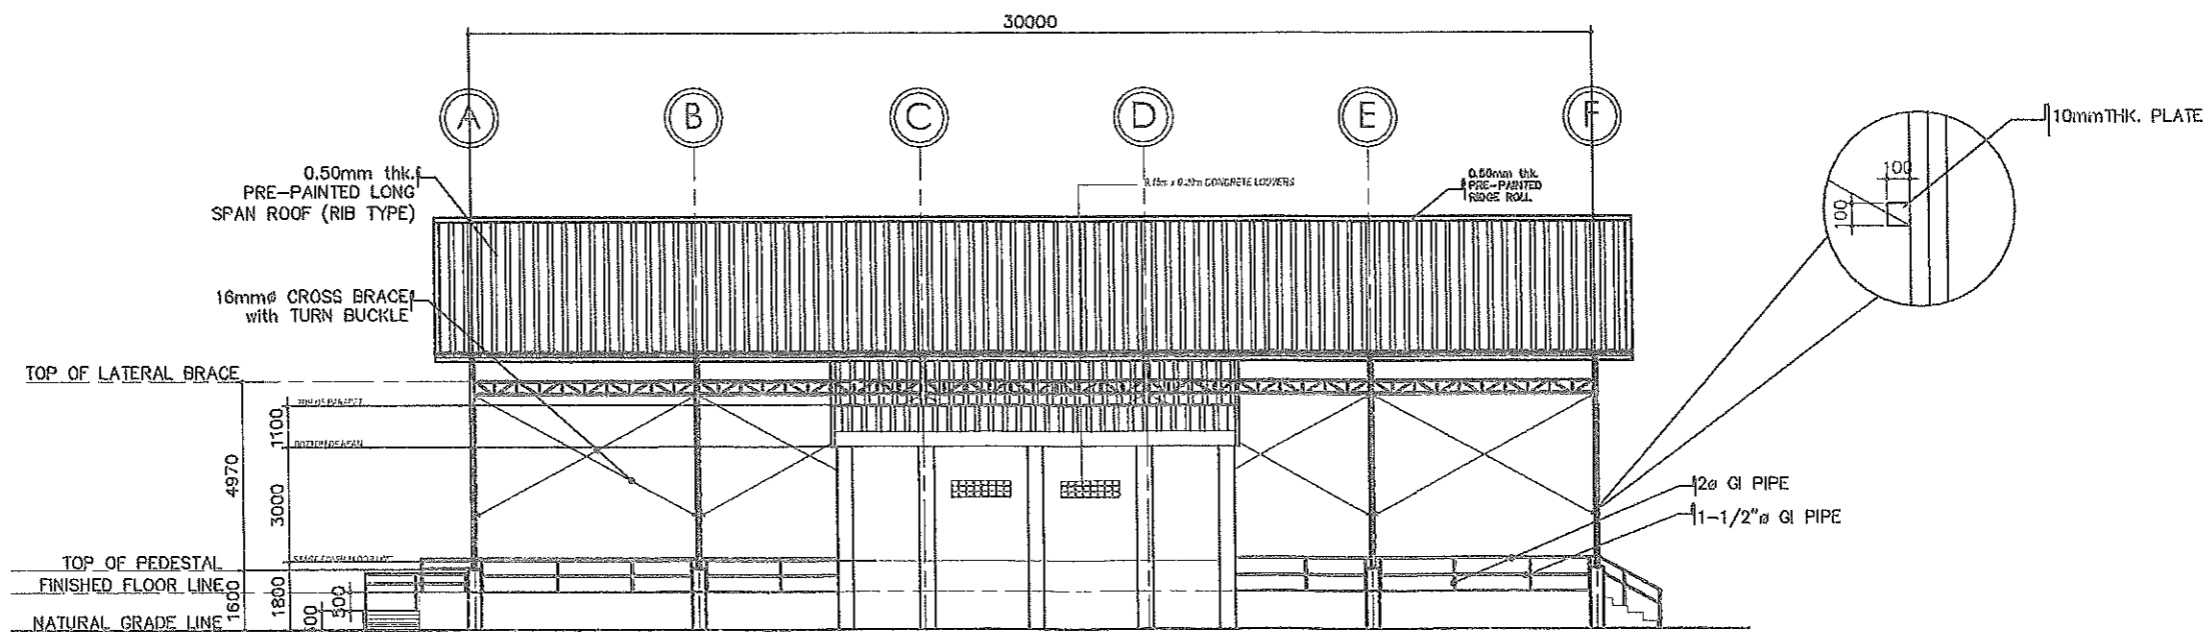 30000
A B C D E F
10mmTHK. PLATE
100
100
0.50mm thk.
PRE-PAINTED LONG
SPAN ROOF (RIB TYPE)
CONCRETE LOUVERS
0.50mm thk.
PRE-PAINTED
RIDGE ROLL
16mmø CROSS BRACE
with TURN BUCKLE
TOP OF LATERAL BRACE
1100
4970
3000
2ø GI PIPE
1-1/2"ø GI PIPE
TOP OF PEDESTAL
FINISHED FLOOR LINE
NATURAL GRADE LINE
1600
1800